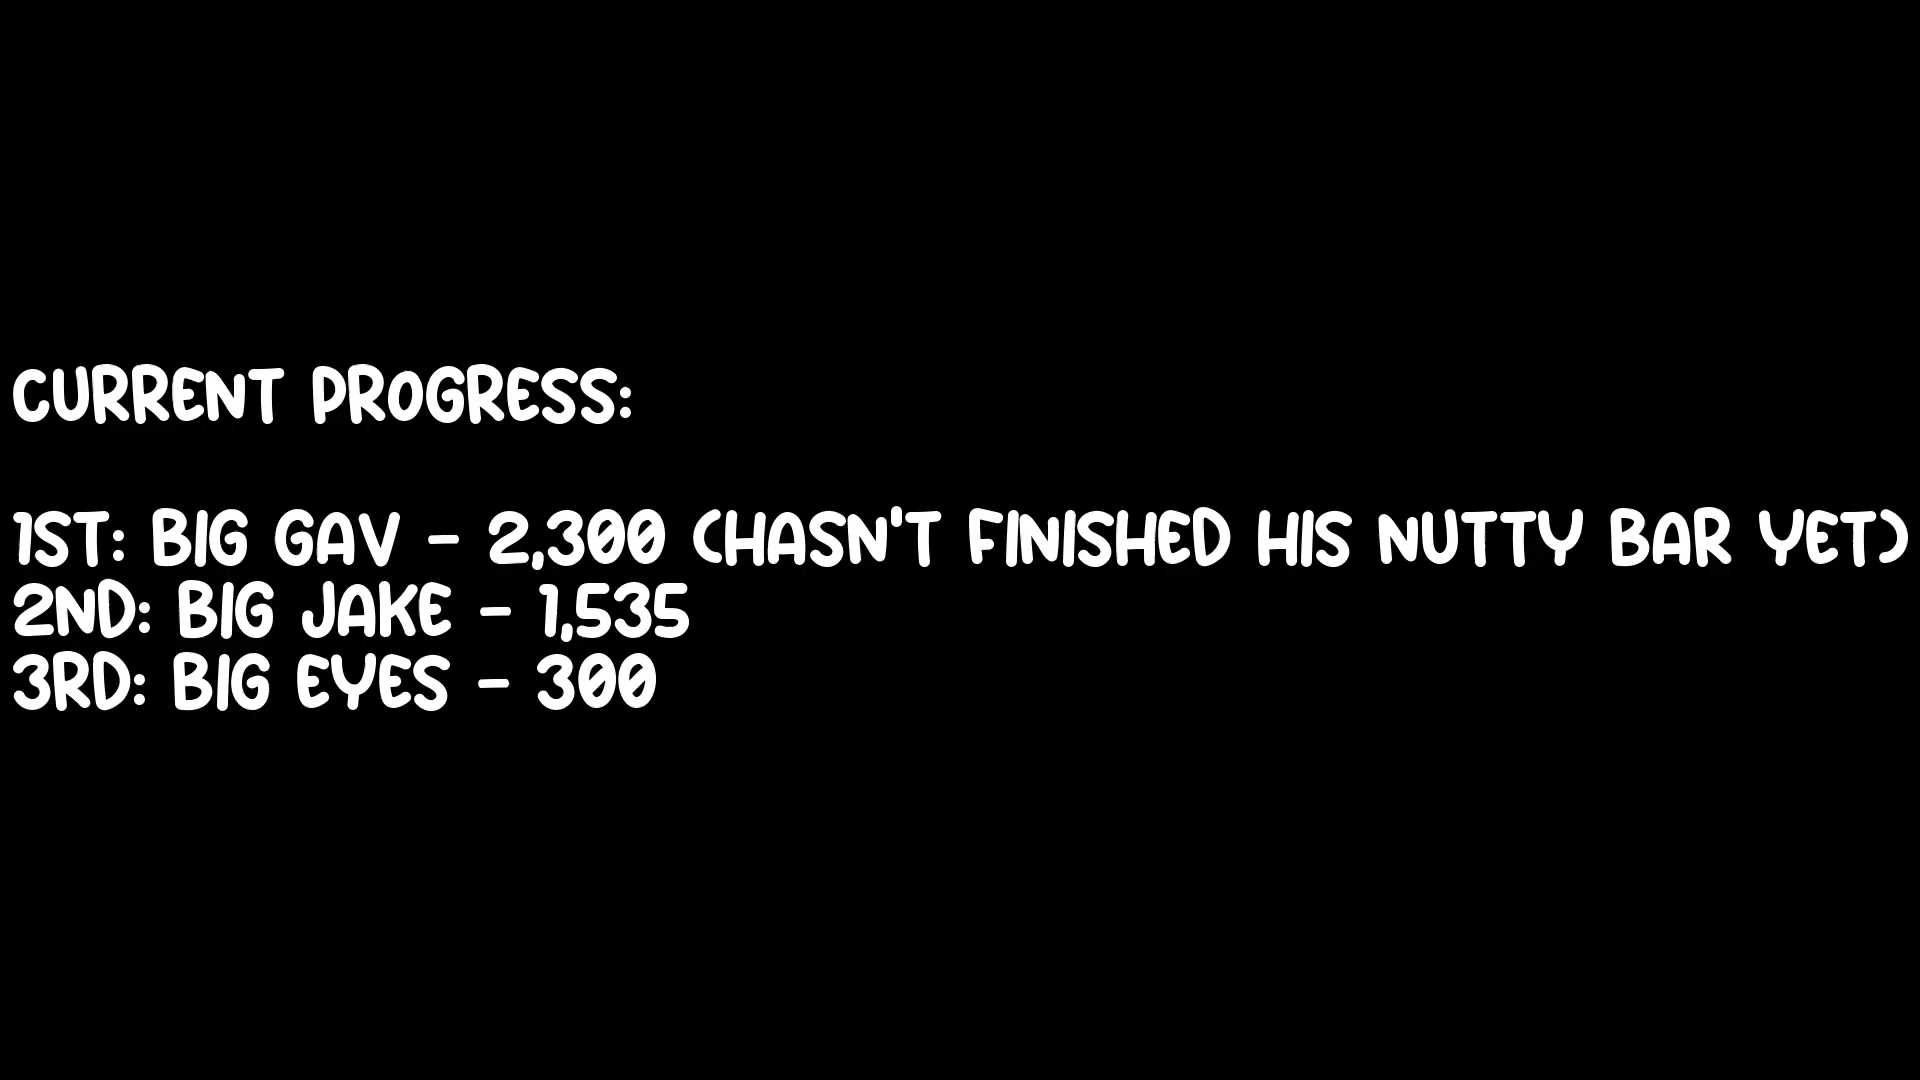 CURRENT PROGRESS:
1ST: BIG GAV - 2,300 (HASN'T FINISHED HIS NUTTY BAR YET)
2ND: BIG JAKE - 1,535
3RD: BIG EYES - 300